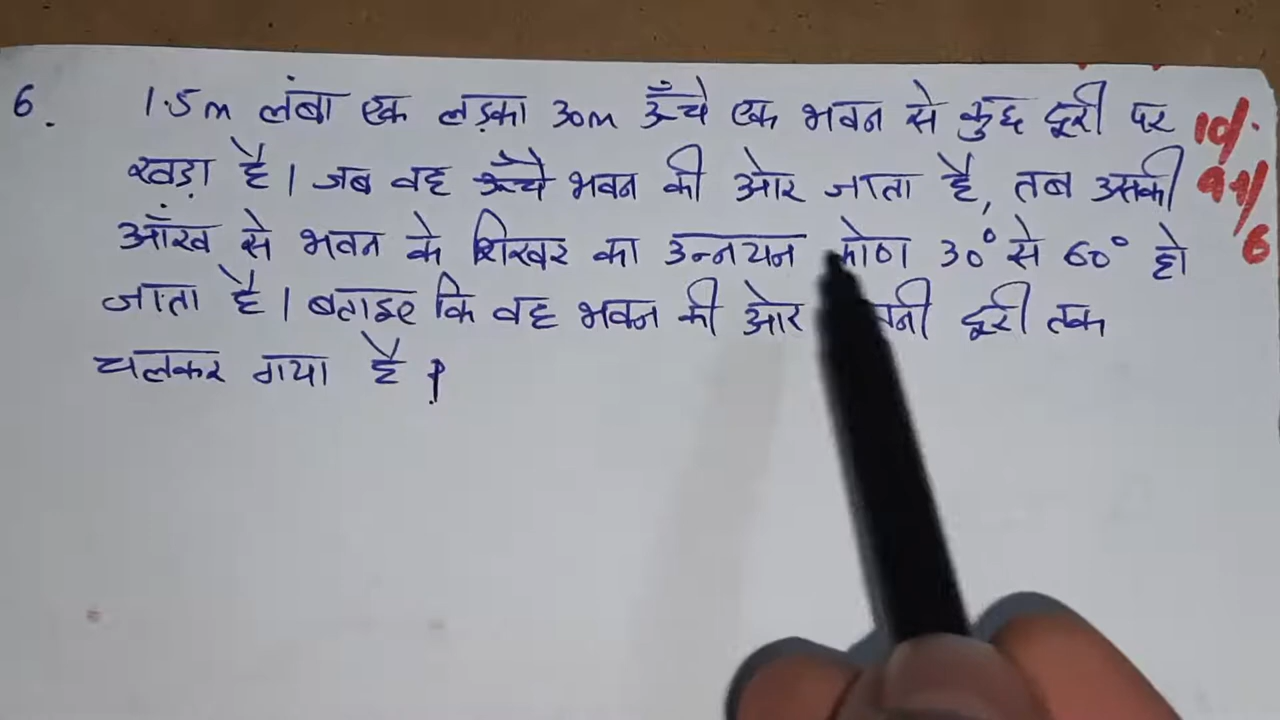 6. 1.5m लंबा एक लड़का 30m ऊँचे एक भवन से कुछ दूरी पर
खड़ा है। जब वह भवन की ओर जाता है, तब उसकी
आँख से भवन के शिखर का उन्नयन कोण 30° से 60° हो
जाता है। बताइए कि वह भवन की ओर दूरी तक
चलकर गया है?
10/.
9.1/
6